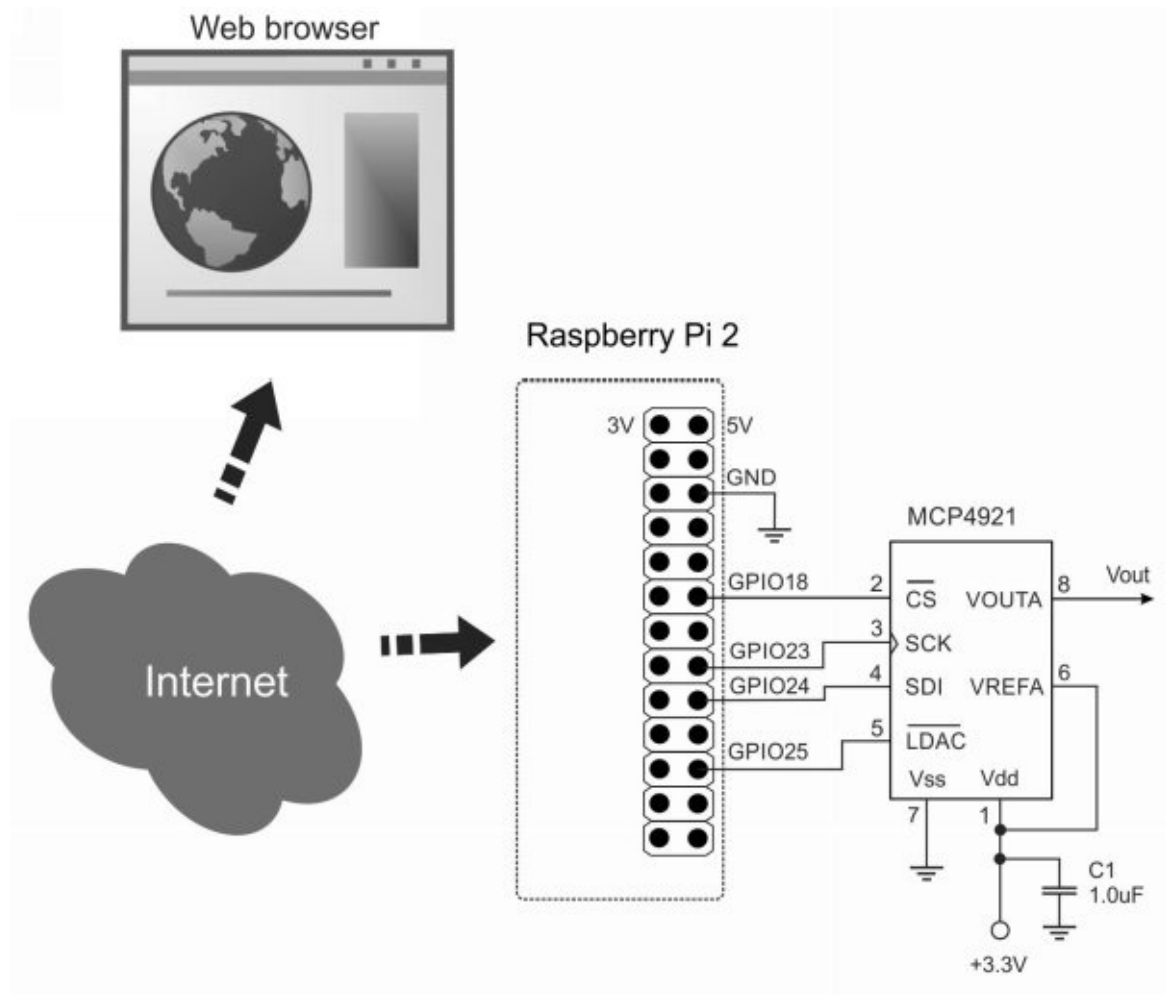 Web browser
Raspberry Pi 2
3V
5V
GND
MCP4921
GPIO18
2
CS
VOUTA
8
Vout
3
SCK
GPIO23
GPIO24
4
SDI
VREFA
6
5
LDAC
GPIO25
Vss
Vdd
7
1
C1
1.0uF
+3.3V
Internet